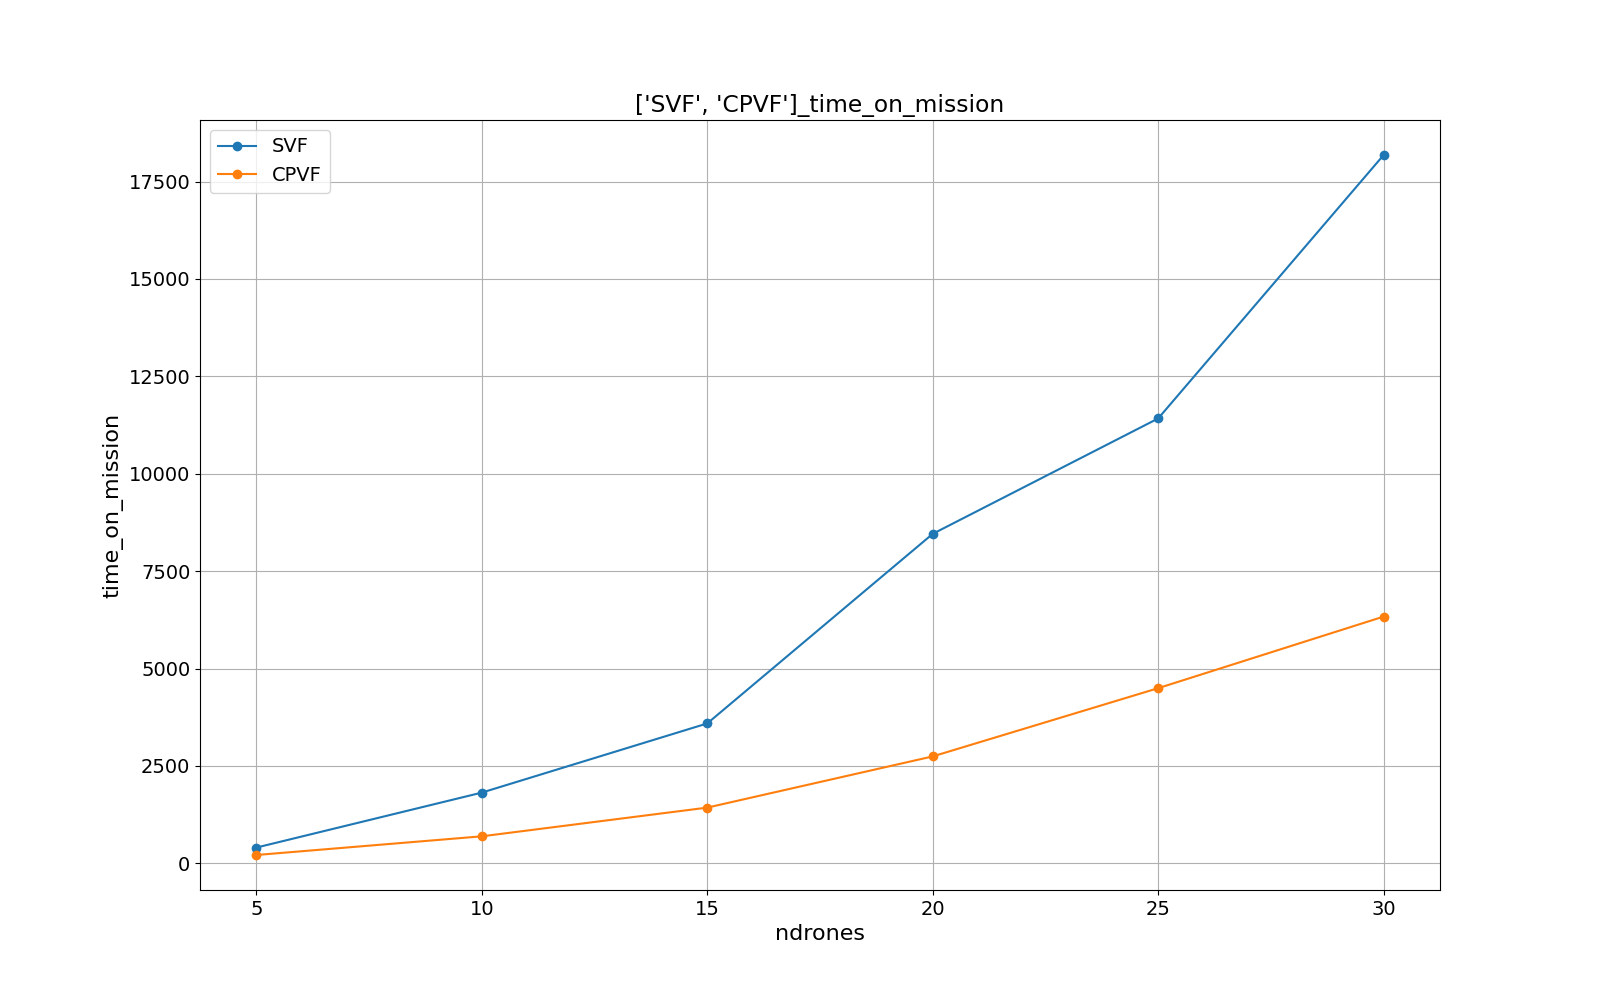 ['SVF', 'CPVF']_time_on_mission
SVF
CPVF
17500
15000
12500
10000
7500
5000
2500
0
time_on_mission
5 10 15 20 25 30
ndrones